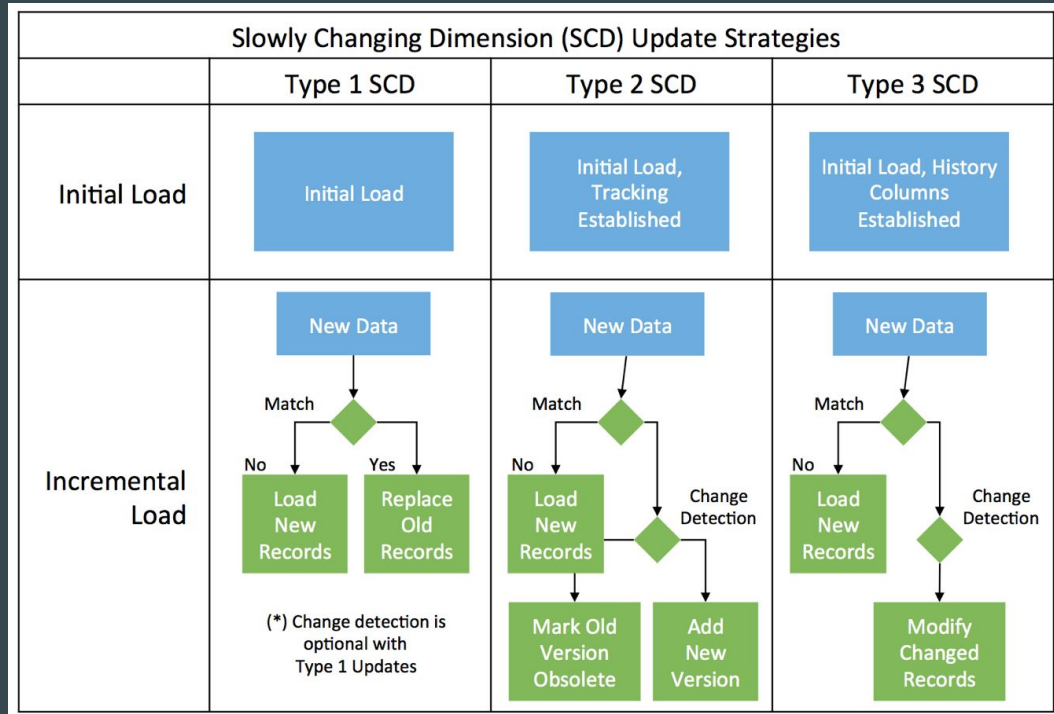 Slowly Changing Dimension (SCD) Update Strategies
Type 1 SCD
Type 2 SCD
Type 3 SCD
Initial Load
Initial Load
Initial Load,
Tracking
Established
Initial Load, History
Columns
Established
Incremental
Load
New Data
Match
No
Yes
Load
New
Records
Replace
Old
Records
(*) Change detection is
optional with
Type 1 Updates
New Data
Match
No
Load
New
Records
Change
Detection
Mark Old
Version
Obsolete
Add
New
Version
New Data
Match
No
Load
New
Records
Change
Detection
Modify
Changed
Records